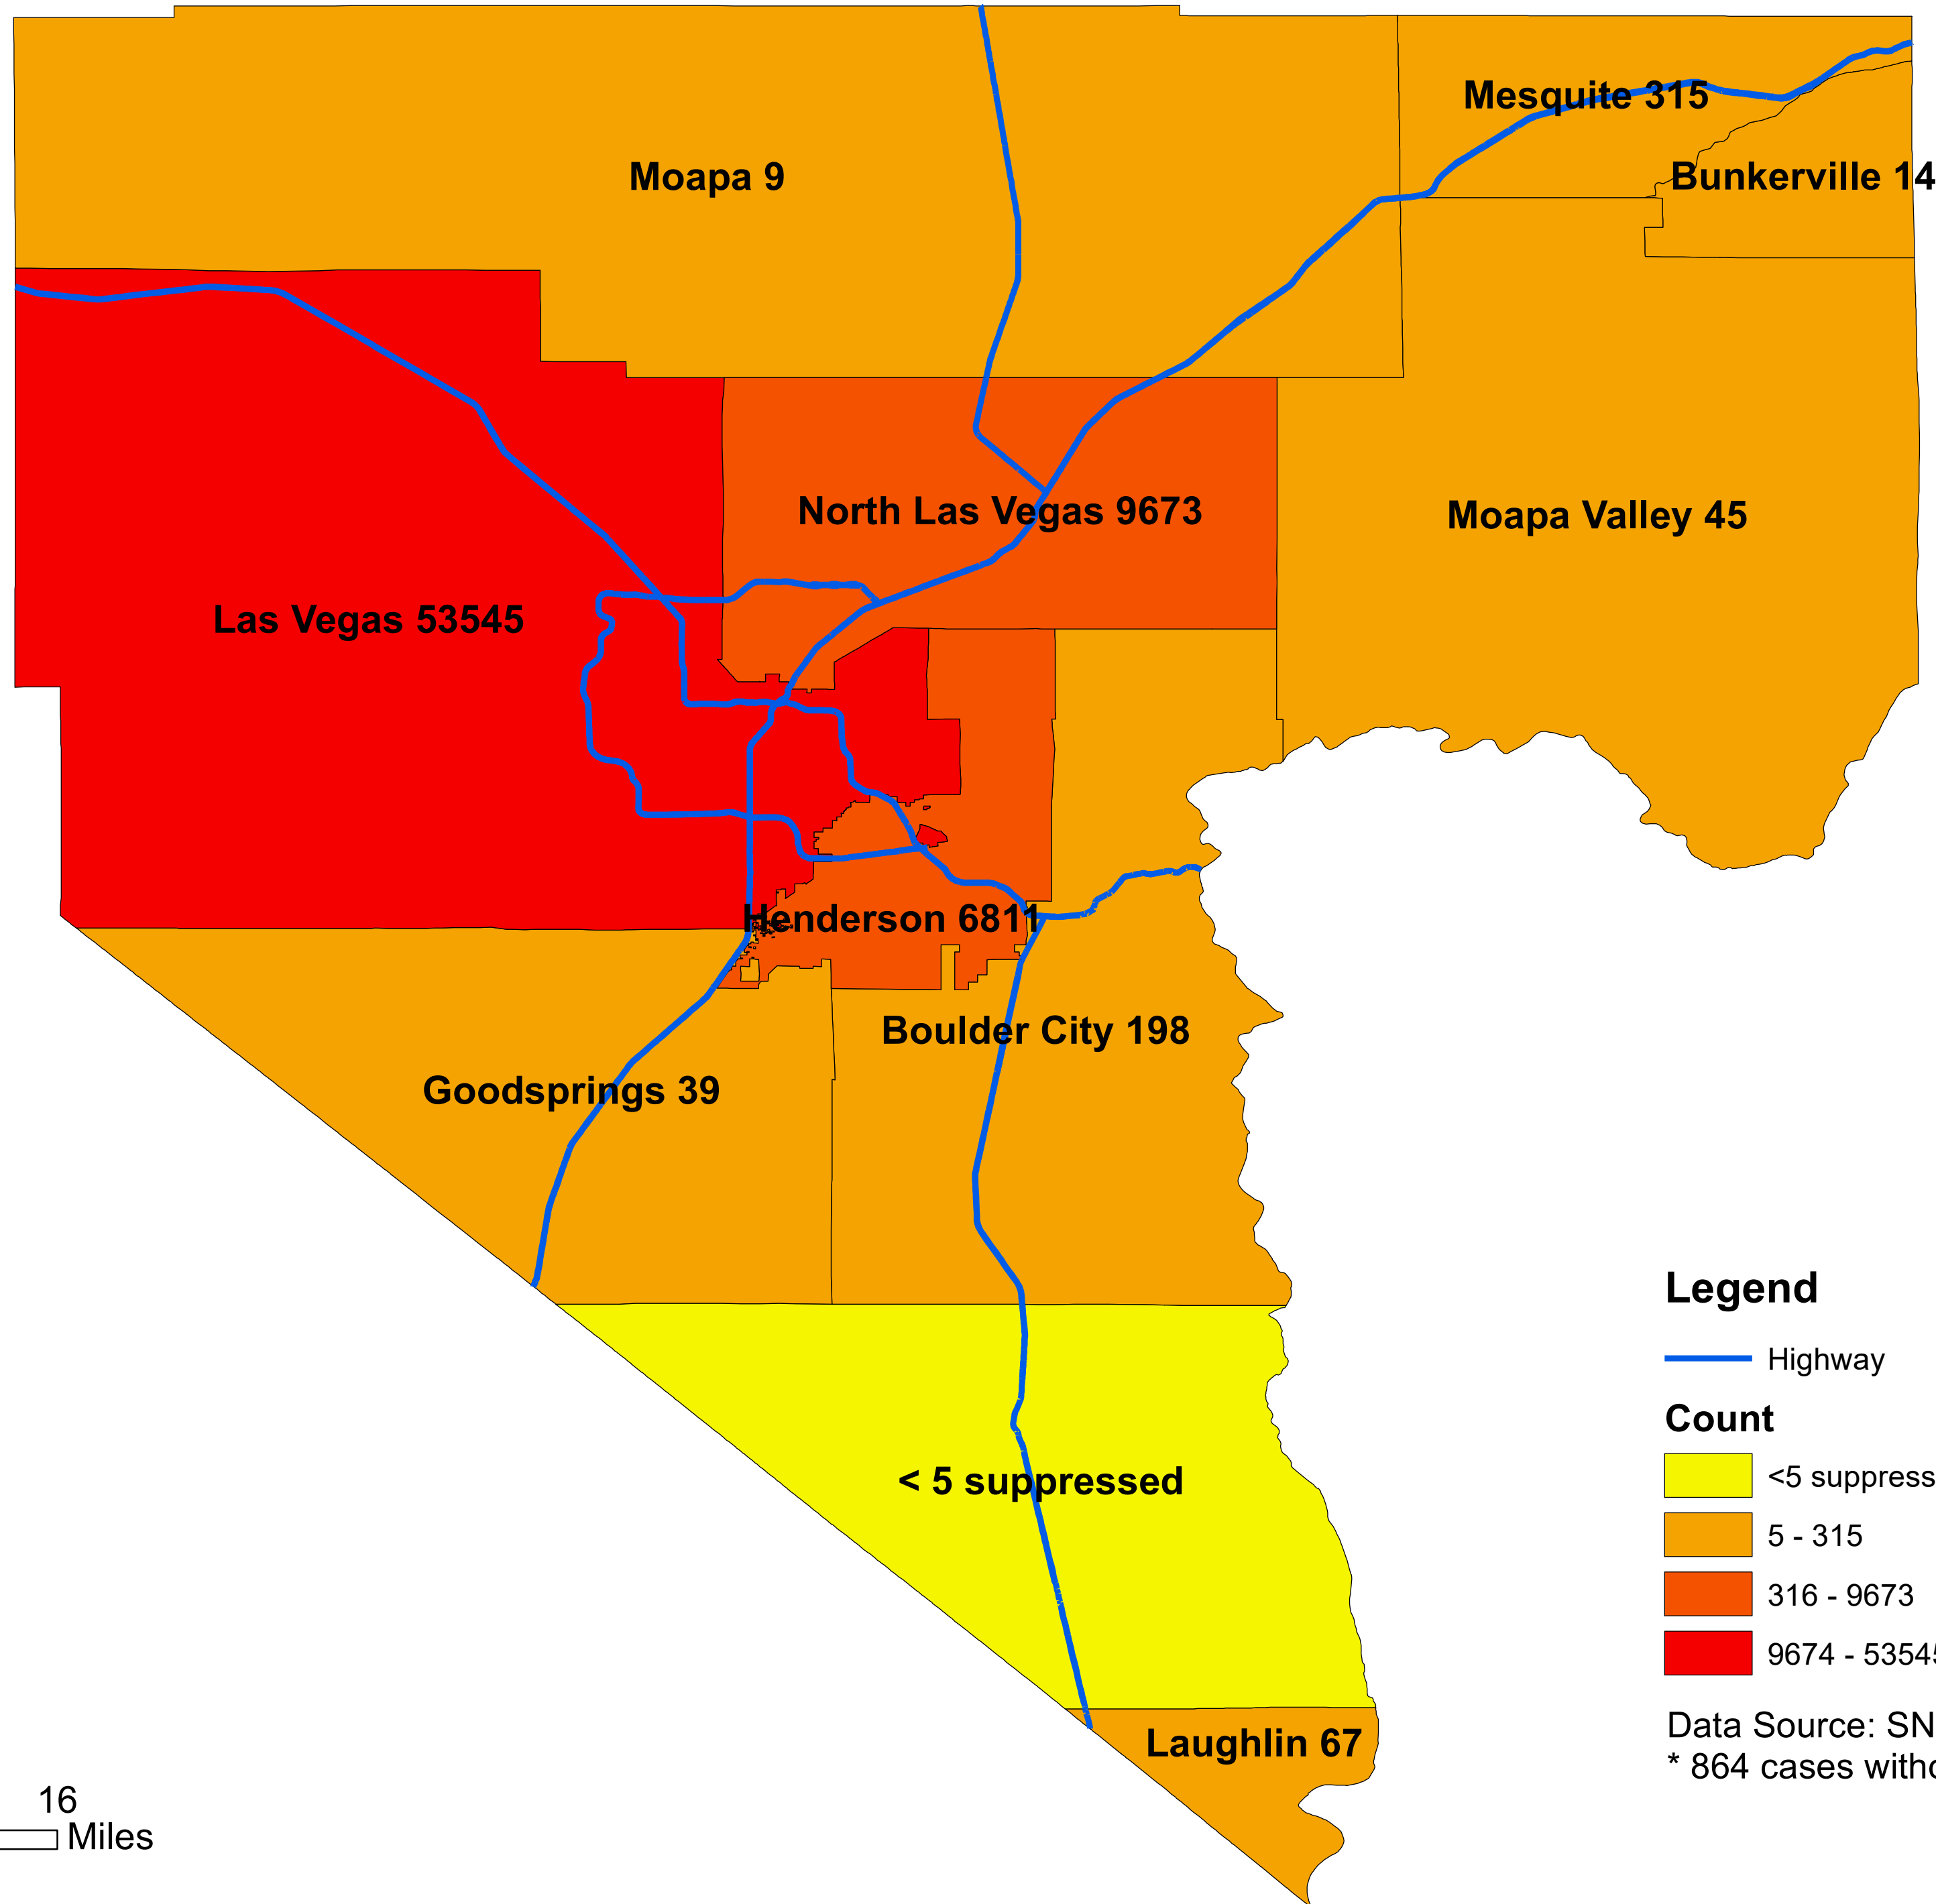 Mesquite 315
Moapa 9
Bunkerville 14
North Las Vegas 9673
Moapa Valley 45
Las Vegas 53545
Henderson 6811
Boulder City 198
Goodsprings 39
< 5 suppressed
Laughlin 67
Legend
Highway
Count
<5 suppress
5 - 315
316 - 9673
9674 - 53545
Data Source: SN
* 864 cases witho
16
Miles